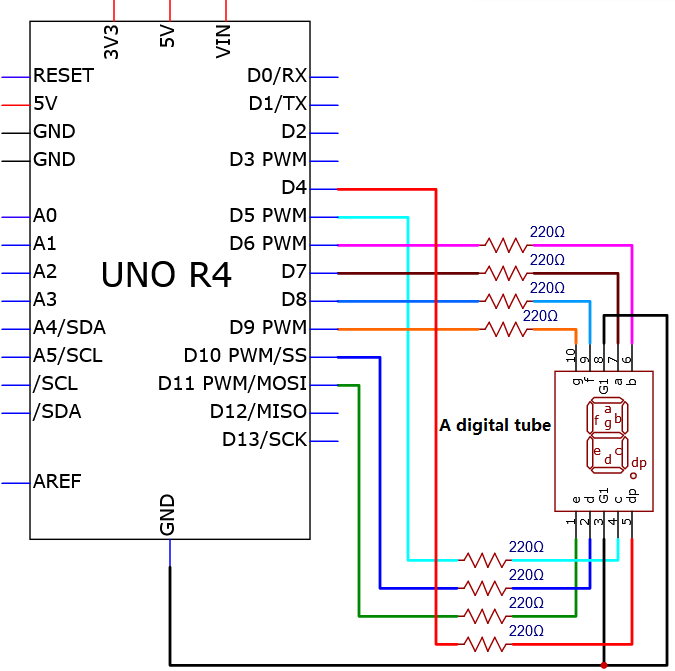 3V3
5V
VIN
RESET
5V
GND
GND
A0
A1
A2
A3
A4/SDA
A5/SCL
/SCL
/SDA
AREF
UNO R4
D0/RX
D1/TX
D2
D3 PWM
D4
D5 PWM
D6 PWM
D7
D8
D9 PWM
D10 PWM/SS
D11 PWM/MOSI
D12/MISO
D13/SCK
GND
220Ω
220Ω
220Ω
220Ω
10 9 8 7 6
g f G1 a b
A digital tube
a
f b
g
e c
d
dp
e d G1 c dp
1 2 3 4 5
220Ω
220Ω
220Ω
220Ω